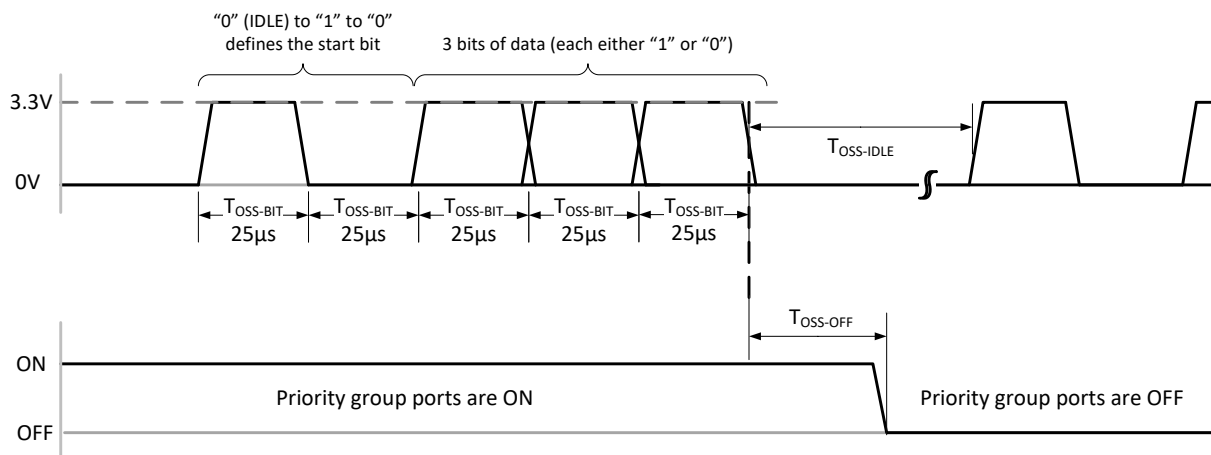 “0” (IDLE) to “1” to “0”
defines the start bit
3 bits of data (each either “1” or “0”)
3.3V
TOSS-IDLE
0V
TOSS-BIT TOSS-BIT TOSS-BIT TOSS-BIT TOSS-BIT
25µs 25µs 25µs 25µs 25µs
TOSS-OFF
ON
Priority group ports are ON Priority group ports are OFF
OFF